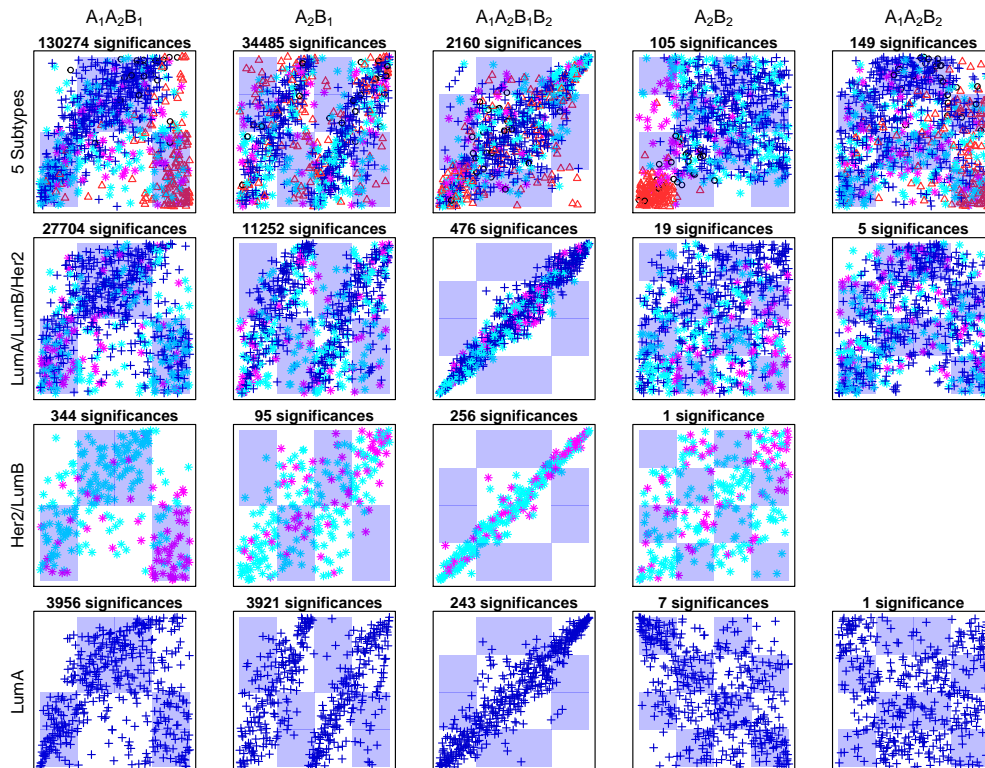 A₁A₂B₁ A₂B₁ A₁A₂B₁B₂ A₂B₂ A₁A₂B₂
130274 significances 34485 significances 2160 significances 105 significances 149 significances
5 Subtypes
27704 significances 11252 significances 476 significances 19 significances 5 significances
LumA/LumB/Her2
344 significances 95 significances 256 significances 1 significance
Her2/LumB
3956 significances 3921 significances 243 significances 7 significances 1 significance
LumA